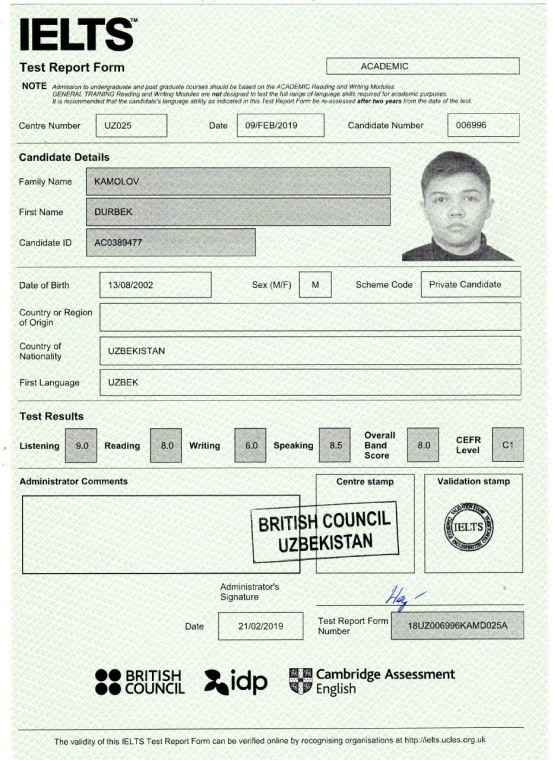 IELTS™
Test Report Form
ACADEMIC
NOTE Admission to undergraduate and post graduate courses should be based on the ACADEMIC Reading and Writing Modules.
GENERAL TRAINING Reading and Writing Modules are not designed to test the full range of language skills required for academic purposes.
It is recommended that the candidate's language ability as indicated in this Test Report Form be re-assessed after two years from the date of the test.
Centre Number UZ025 Date 09/FEB/2019 Candidate Number 006996
Candidate Details
Family Name KAMOLOV
First Name DURBEK
Candidate ID AC0389477
Date of Birth 13/08/2002 Sex (M/F) M Scheme Code Private Candidate
Country or Region
of Origin
Country of
Nationality UZBEKISTAN
First Language UZBEK
Test Results
Listening 9.0 Reading 8.0 Writing 6.0 Speaking 8.5 Overall Band Score 8.0 CEFR Level C1
Administrator Comments
Centre stamp
Validation stamp
BRITISH COUNCIL
UZBEKISTAN
IELTS
Administrator's
Signature
Date 21/02/2019
Test Report Form
Number 18UZ006996KAMD025A
BRITISH
COUNCIL
idp
Cambridge Assessment
English
The validity of this IELTS Test Report Form can be verified online by recognising organisations at http://ielts.ucles.org.uk